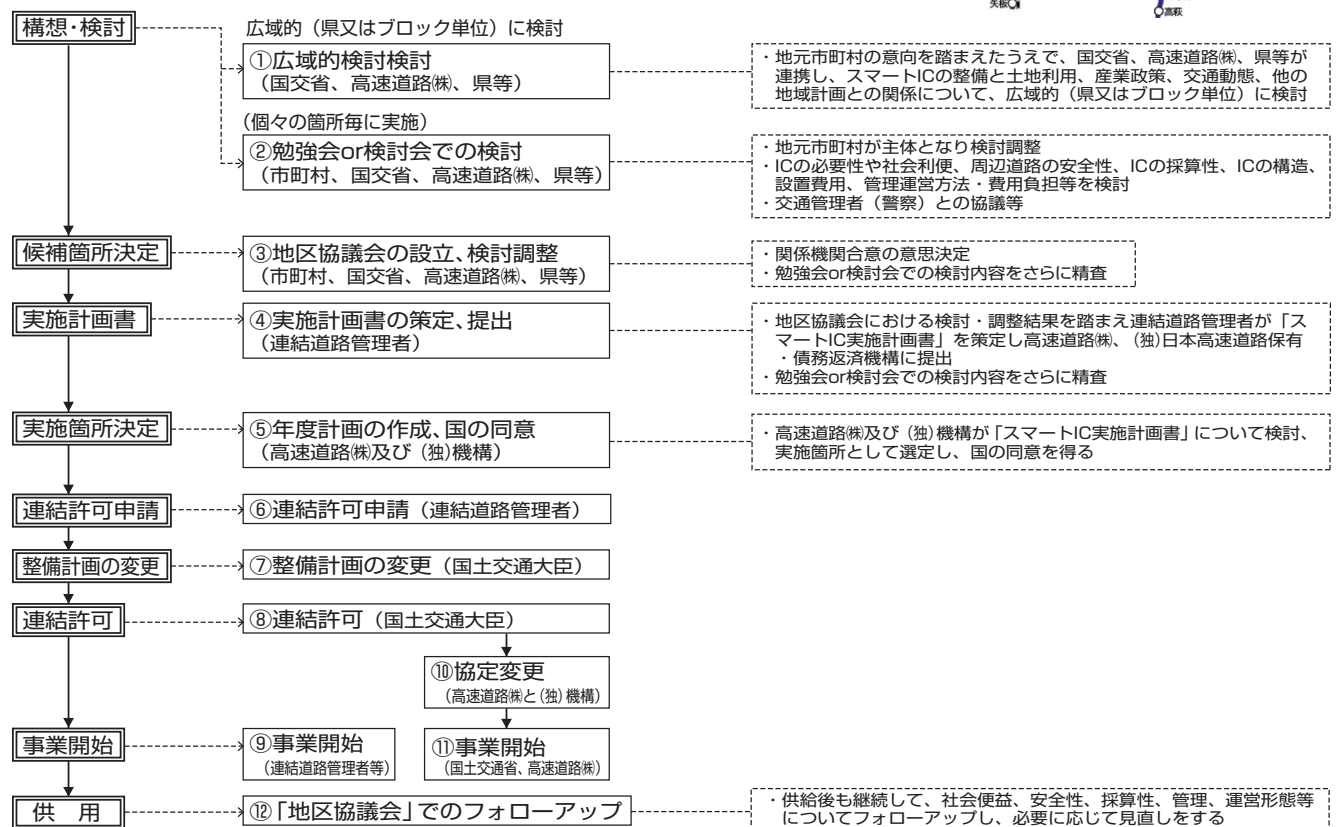 矢板
高萩
構想・検討
広域的（県又はブロック単位）に検討
①広域的検討検討
（国交省、高速道路㈱、県等）
・地元市町村の意向を踏まえたうえで、国交省、高速道路㈱、県等が
連携し、スマートICの整備と土地利用、産業政策、交通動態、他の
地域計画との関係について、広域的（県又はブロック単位）に検討
（個々の箇所毎に実施）
②勉強会or検討会での検討
（市町村、国交省、高速道路㈱、県等）
・地元市町村が主体となり検討調整
・ICの必要性や社会利便、周辺道路の安全性、ICの採算性、ICの構造、
設置費用、管理運営方法・費用負担等を検討
・交通管理者（警察）との協議等
候補箇所決定
③地区協議会の設立、検討調整
（市町村、国交省、高速道路㈱、県等）
・関係機関合意の意思決定
・勉強会or検討会での検討内容をさらに精査
実施計画書
④実施計画書の策定、提出
（連結道路管理者）
・地区協議会における検討・調整結果を踏まえ連結道路管理者が「ス
マートIC実施計画書」を策定し高速道路㈱、（独）日本高速道路保有
・債務返済機構に提出
・勉強会or検討会での検討内容をさらに精査
実施箇所決定
⑤年度計画の作成、国の同意
（高速道路㈱及び（独）機構）
・高速道路㈱及び（独）機構が「スマートIC実施計画書」について検討、
実施箇所として選定し、国の同意を得る
連結許可申請
⑥連結許可申請（連結道路管理者）
整備計画の変更
⑦整備計画の変更（国土交通大臣）
連結許可
⑧連結許可（国土交通大臣）
⑩協定変更
（高速道路㈱と（独）機構）
事業開始
⑨事業開始
（連結道路管理者等）
⑪事業開始
（国土交通省、高速道路㈱）
供　用
⑫「地区協議会」でのフォローアップ
・供給後も継続して、社会便益、安全性、採算性、管理、運営形態等
についてフォローアップし、必要に応じて見直しをする